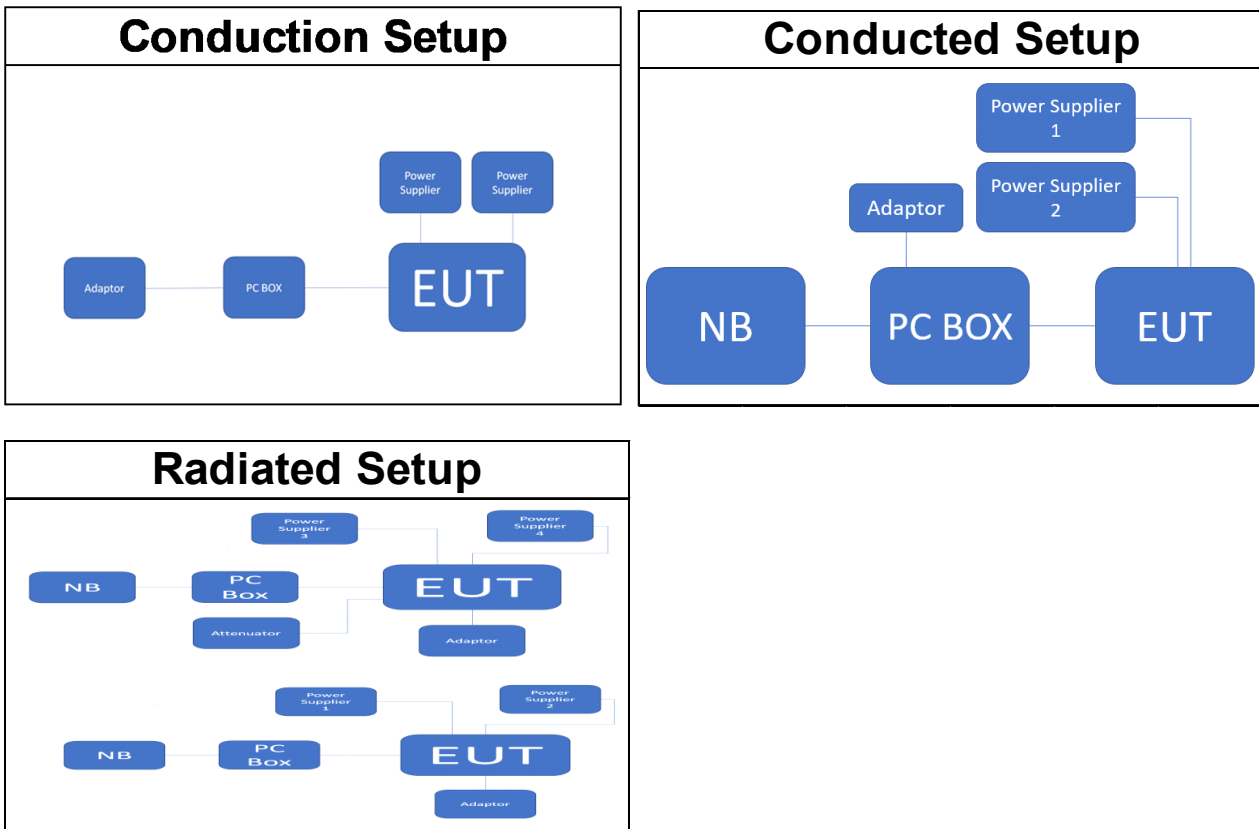 Conduction Setup
Power
Supplier
Power
Supplier
Adaptor
PC BOX
EUT
Conducted Setup
Power Supplier
1
Power Supplier
2
Adaptor
NB
PC BOX
EUT
Radiated Setup
Power
Supplier
3
Power
Supplier
4
NB
PC
Box
EUT
Attenuator
Adaptor
Power
Supplier
1
Power
Supplier
2
NB
PC
Box
EUT
Adaptor